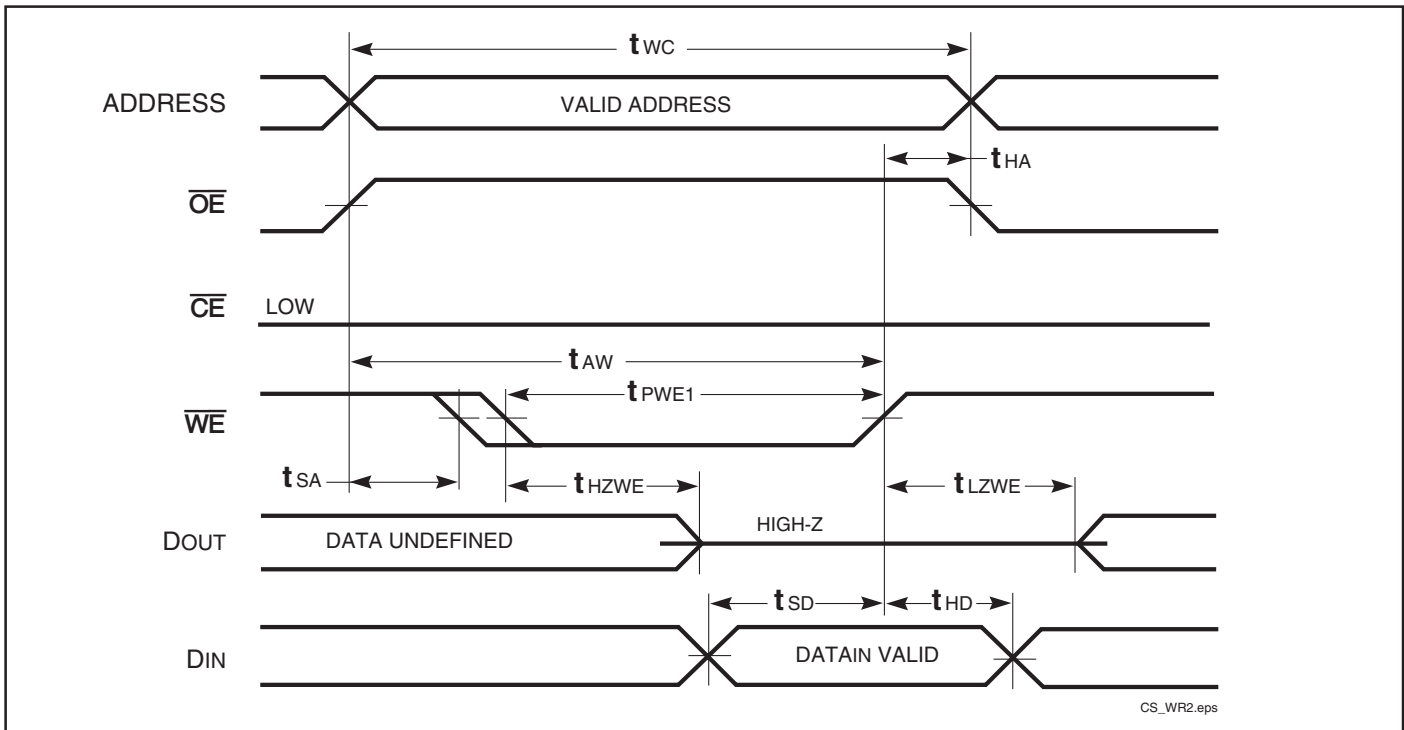 tWC
ADDRESS
VALID ADDRESS
tHA
OE
CE
LOW
tAW
WE
tPWE1
tSA
tHZWE
tLZWE
DOUT
DATA UNDEFINED
HIGH-Z
tSD
tHD
DIN
DATAIN VALID
CS_WR2.eps